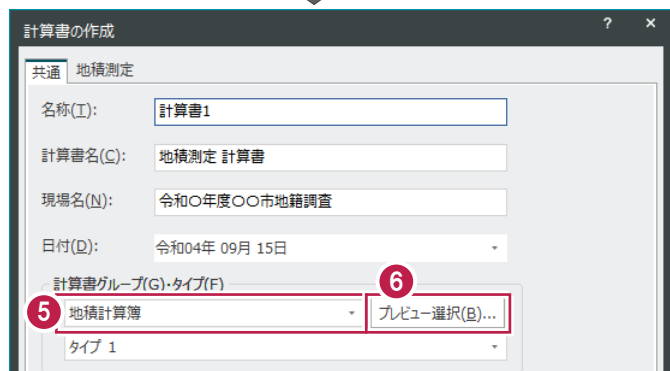 計算書の作成 ? ×
共通 地積測定
名称(T): 計算書1
計算書名(C): 地積測定 計算書
現場名(N): 令和〇年度〇〇市地籍調査
日付(D): 令和04年 09月 15日
計算書グループ(G)・タイプ(F)
6
5 地積計算簿 プレビュー選択(B)...
タイプ 1